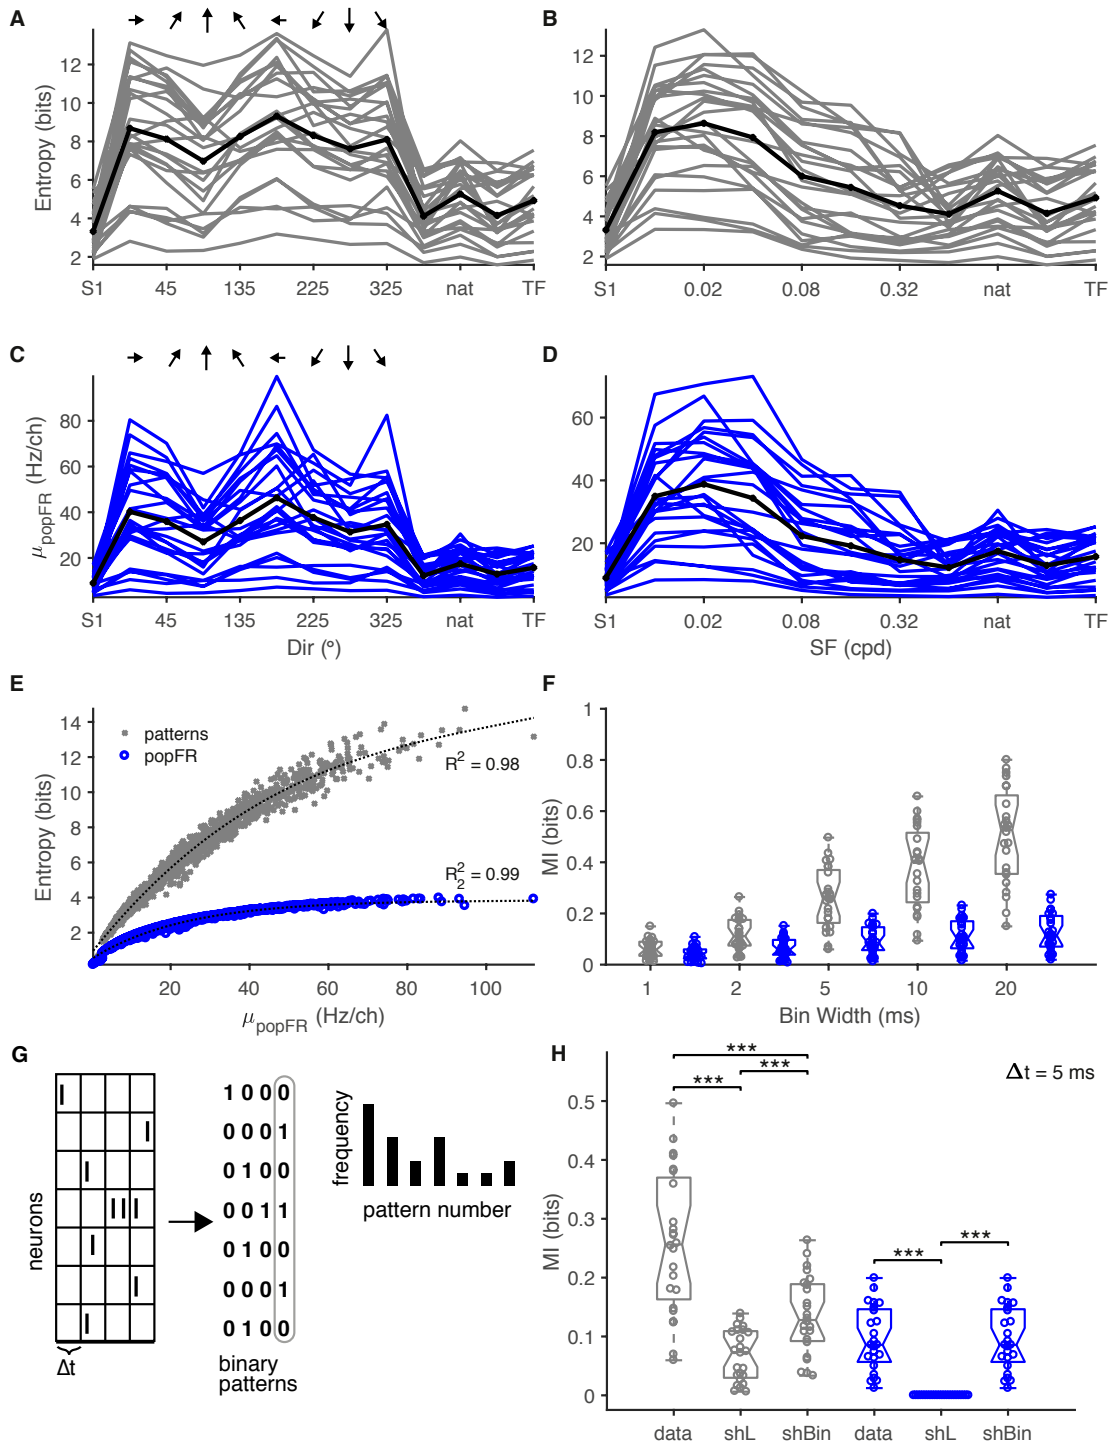 A
B
Entropy (bits)
12
10
8
6
4
2
S1
45
135
225
325
nat
TF
12
10
8
6
4
2
S1
0.02
0.08
0.32
nat
TF
C
D
μpopFR (Hz/ch)
80
60
40
20
S1
45
135
225
325
nat
TF
Dir (°)
60
40
20
S1
0.02
0.08
0.32
nat
TF
SF (cpd)
E
Entropy (bits)
14
12
10
8
6
4
2
patterns
popFR
R² = 0.98
R²₂ = 0.99
20
40
60
80
100
μpopFR (Hz/ch)
F
MI (bits)
1
0.8
0.6
0.4
0.2
0
1
2
5
10
20
Bin Width (ms)
G
neurons
Δt
1 0 0 0
0 0 0 1
0 1 0 0
0 0 1 1
0 1 0 0
0 0 0 1
0 1 0 0
binary
patterns
frequency
pattern number
H
Δt = 5 ms
***
***
***
***
***
MI (bits)
0.5
0.4
0.3
0.2
0.1
0
data
shL
shBin
data
shL
shBin